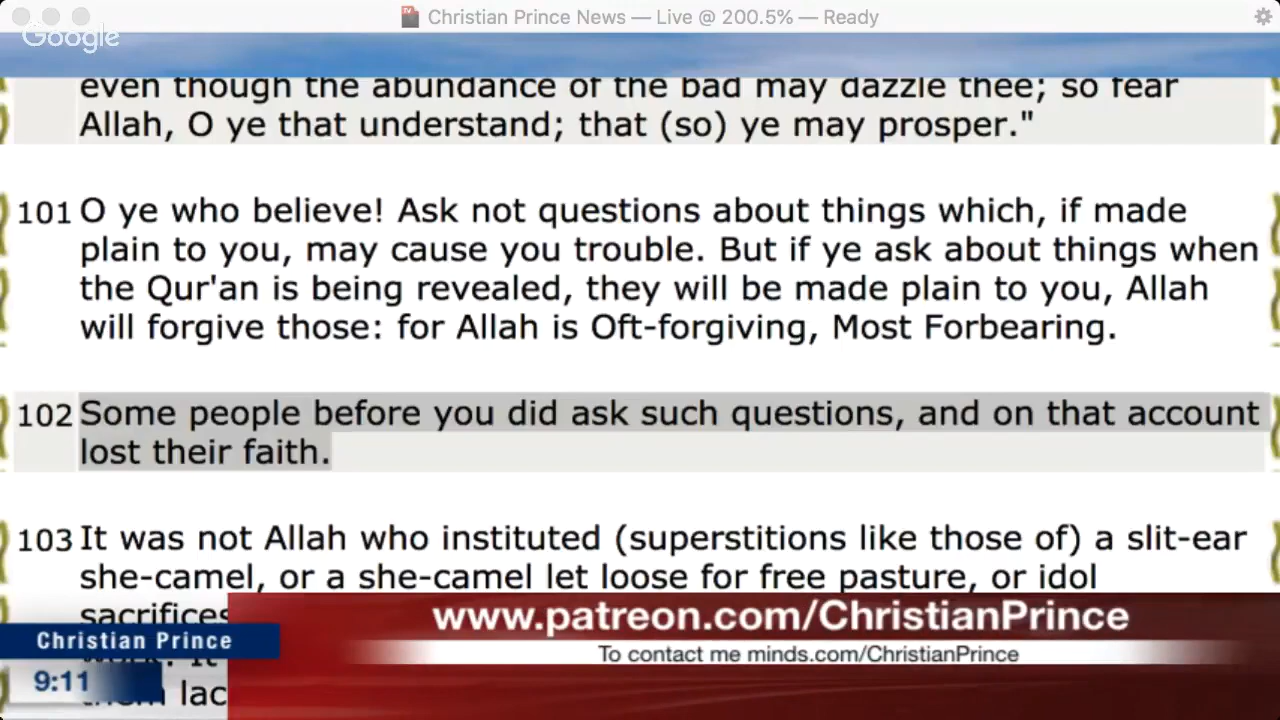 Christian Prince News — Live @ 200.5% — Ready
Google
even though the abundance of the bad may dazzle thee; so fear
Allah, O ye that understand; that (so) ye may prosper."
101 O ye who believe! Ask not questions about things which, if made
plain to you, may cause you trouble. But if ye ask about things when
the Qur'an is being revealed, they will be made plain to you, Allah
will forgive those: for Allah is Oft-forgiving, Most Forbearing.
102 Some people before you did ask such questions, and on that account
lost their faith.
103 It was not Allah who instituted (superstitions like those of) a slit-ear
she-camel, or a she-camel let loose for free pasture, or idol
sacrifices
www.patreon.com/ChristianPrince
Christian Prince
To contact me minds.com/ChristianPrince
9:11
lac